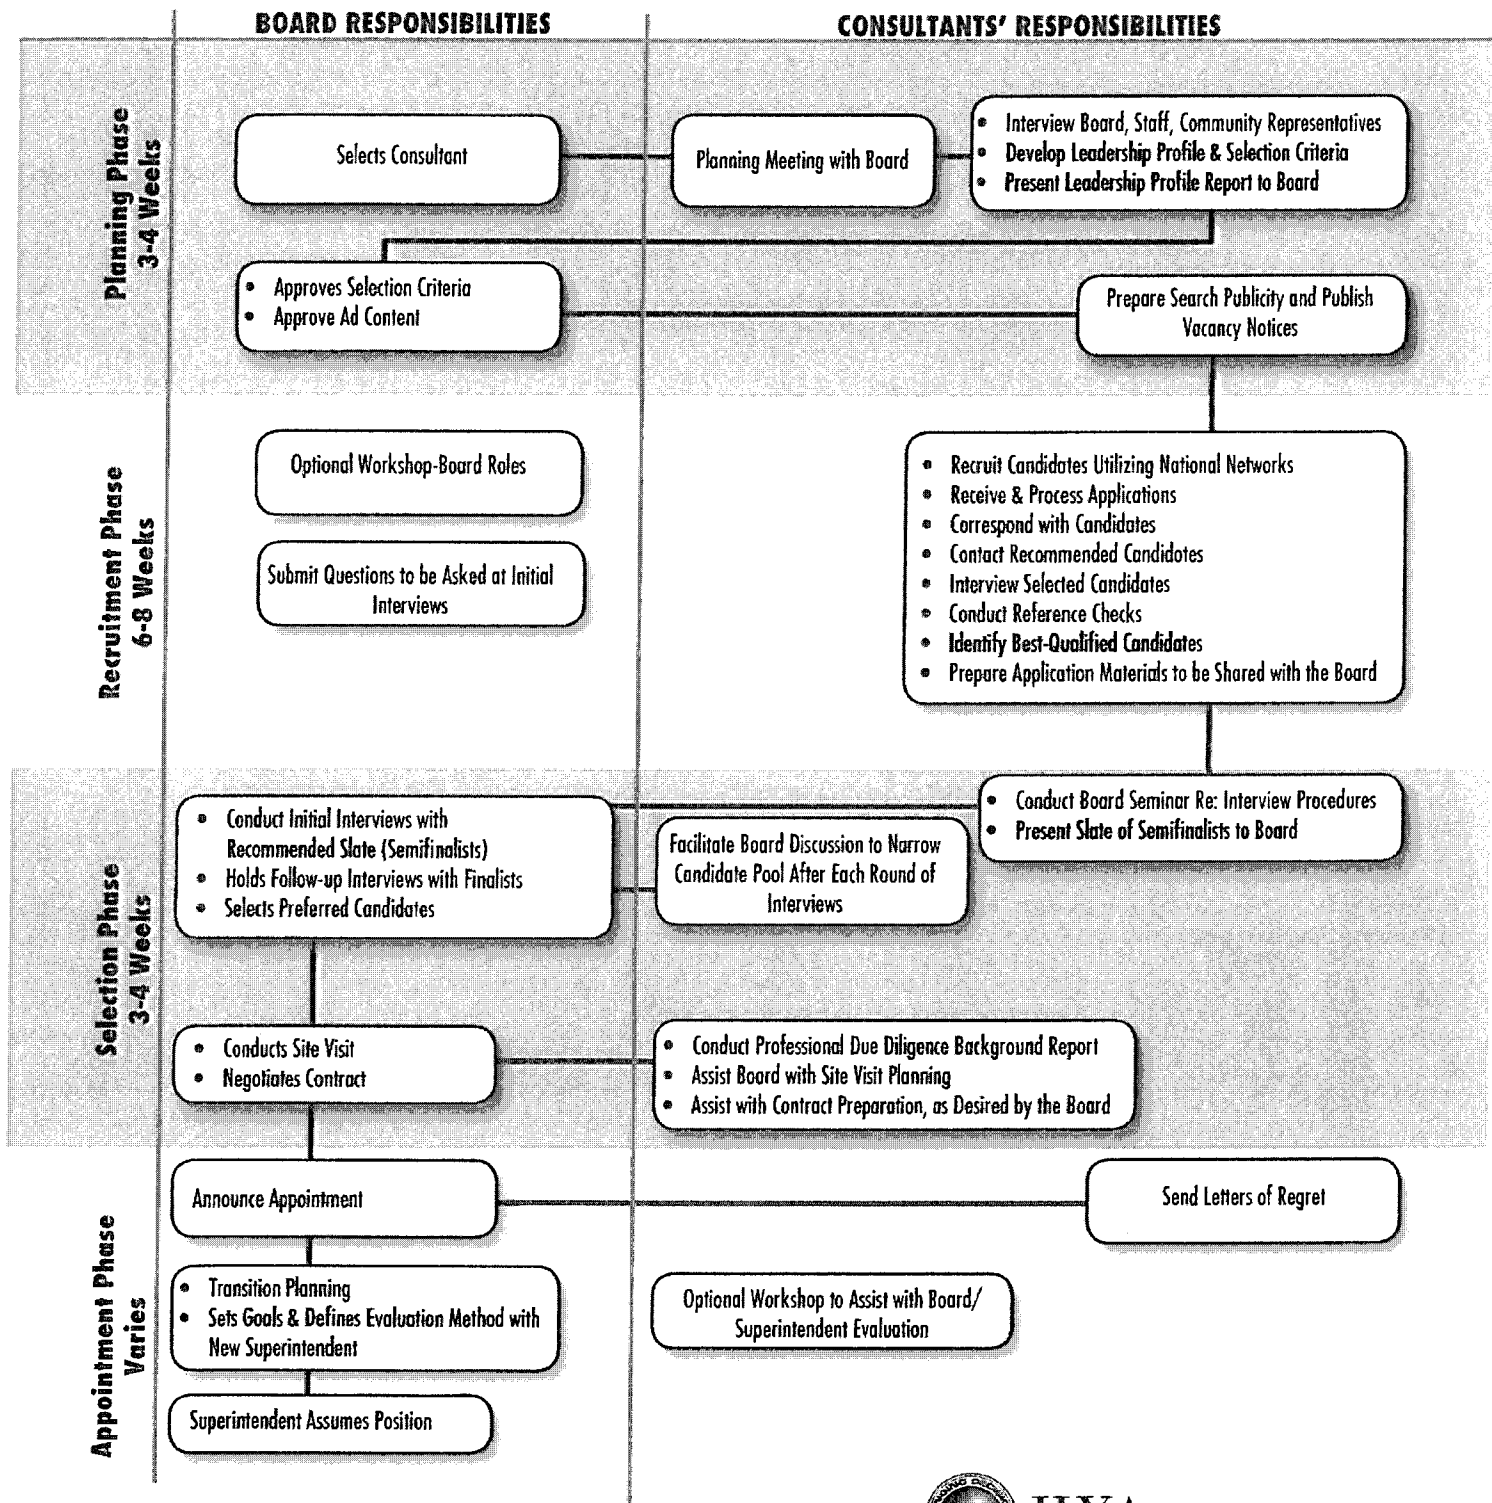 BOARD RESPONSIBILITIES
CONSULTANTS' RESPONSIBILITIES
Planning Phase
3-4 Weeks
Selects Consultant
Planning Meeting with Board
• Interview Board, Staff, Community Representatives
• Develop Leadership Profile & Selection Criteria
• Present Leadership Profile Report to Board
• Approves Selection Criteria
• Approve Ad Content
Prepare Search Publicity and Publish
Vacancy Notices
Recruitment Phase
6-8 Weeks
Optional Workshop-Board Roles
Submit Questions to be Asked at Initial
Interviews
• Recruit Candidates Utilizing National Networks
• Receive & Process Applications
• Correspond with Candidates
• Contact Recommended Candidates
• Interview Selected Candidates
• Conduct Reference Checks
• Identify Best-Qualified Candidates
• Prepare Application Materials to be Shared with the Board
Selection Phase
3-4 Weeks
• Conduct Initial Interviews with
Recommended Slate (Semifinalists)
• Holds Follow-up Interviews with Finalists
• Selects Preferred Candidates
Facilitate Board Discussion to Narrow
Candidate Pool After Each Round of
Interviews
• Conduct Board Seminar Re: Interview Procedures
• Present Slate of Semifinalists to Board
• Conducts Site Visit
• Negotiates Contract
• Conduct Professional Due Diligence Background Report
• Assist Board with Site Visit Planning
• Assist with Contract Preparation, as Desired by the Board
Appointment Phase
Varies
Announce Appointment
Send Letters of Regret
• Transition Planning
• Sets Goals & Defines Evaluation Method with
New Superintendent
Optional Workshop to Assist with Board/
Superintendent Evaluation
Superintendent Assumes Position